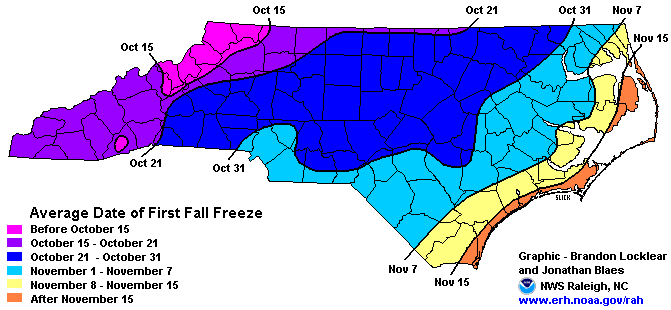 Oct 15
Oct 21
Oct 31
Nov 7
Nov 15
Oct 15
Oct 21
Oct 31
SLICK
Nov 7
Nov 15
Average Date of First Fall Freeze
Before October 15
October 15 - October 21
October 21 - October 31
November 1 - November 7
November 8 - November 15
After November 15
Graphic - Brandon Locklear
and Jonathan Blaes
NWS Raleigh, NC
www.erh.noaa.gov/rah